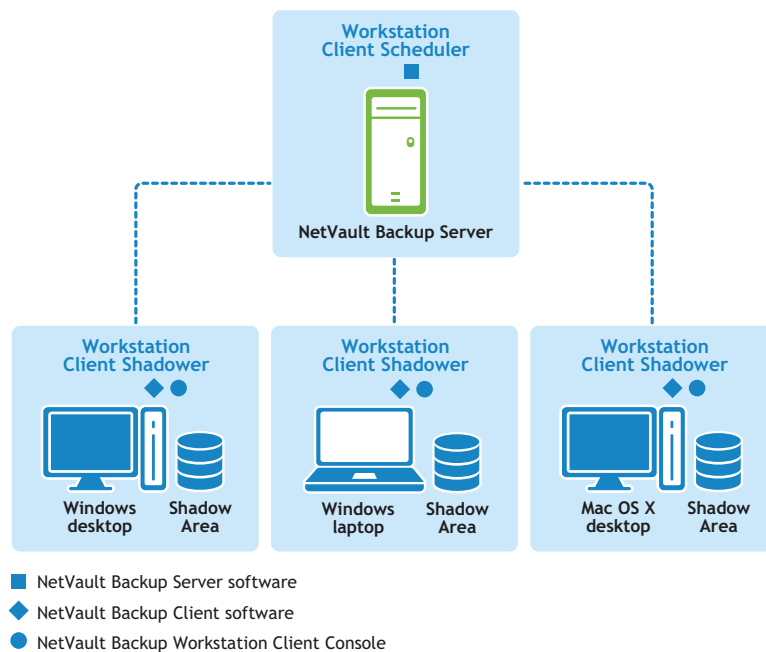 Workstation
Client Scheduler
NetVault Backup Server
Workstation
Client Shadower
Windows
desktop
Shadow
Area
Workstation
Client Shadower
Windows
laptop
Shadow
Area
Workstation
Client Shadower
Mac OS X
desktop
Shadow
Area
NetVault Backup Server software
NetVault Backup Client software
NetVault Backup Workstation Client Console